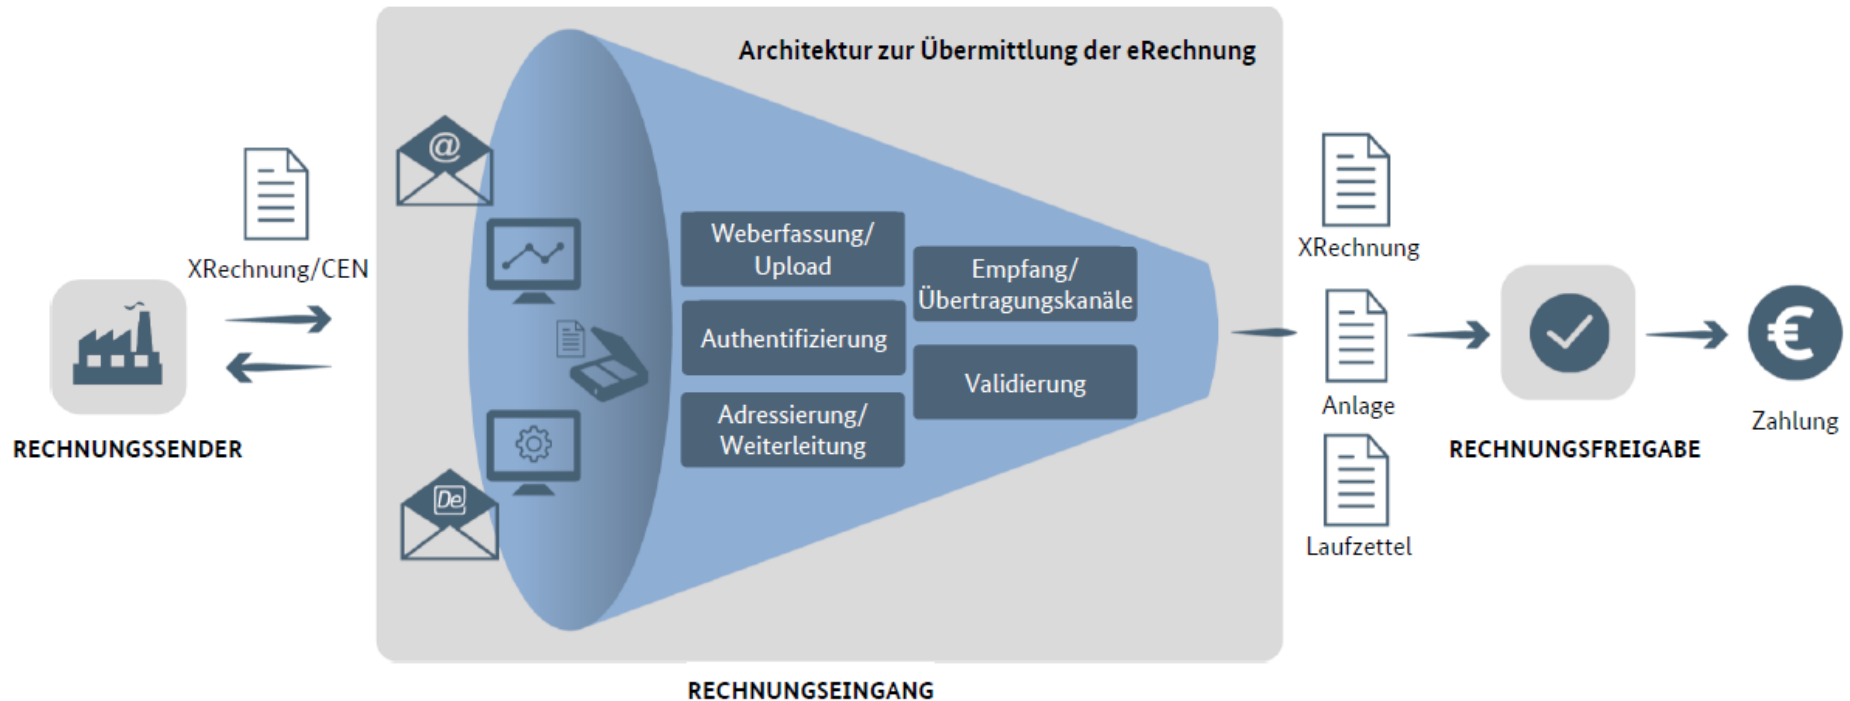 Architektur zur Übermittlung der eRechnung
@
XRechnung/CEN
RECHNUNGSSENDER
Weberfassung/
Upload
Authentifizierung
Adressierung/
Weiterleitung
Empfang/
Übertragungskanäle
Validierung
De
XRechnung
Anlage
Laufzettel
RECHNUNGSFREIGABE
€
Zahlung
RECHNUNGSEINGANG